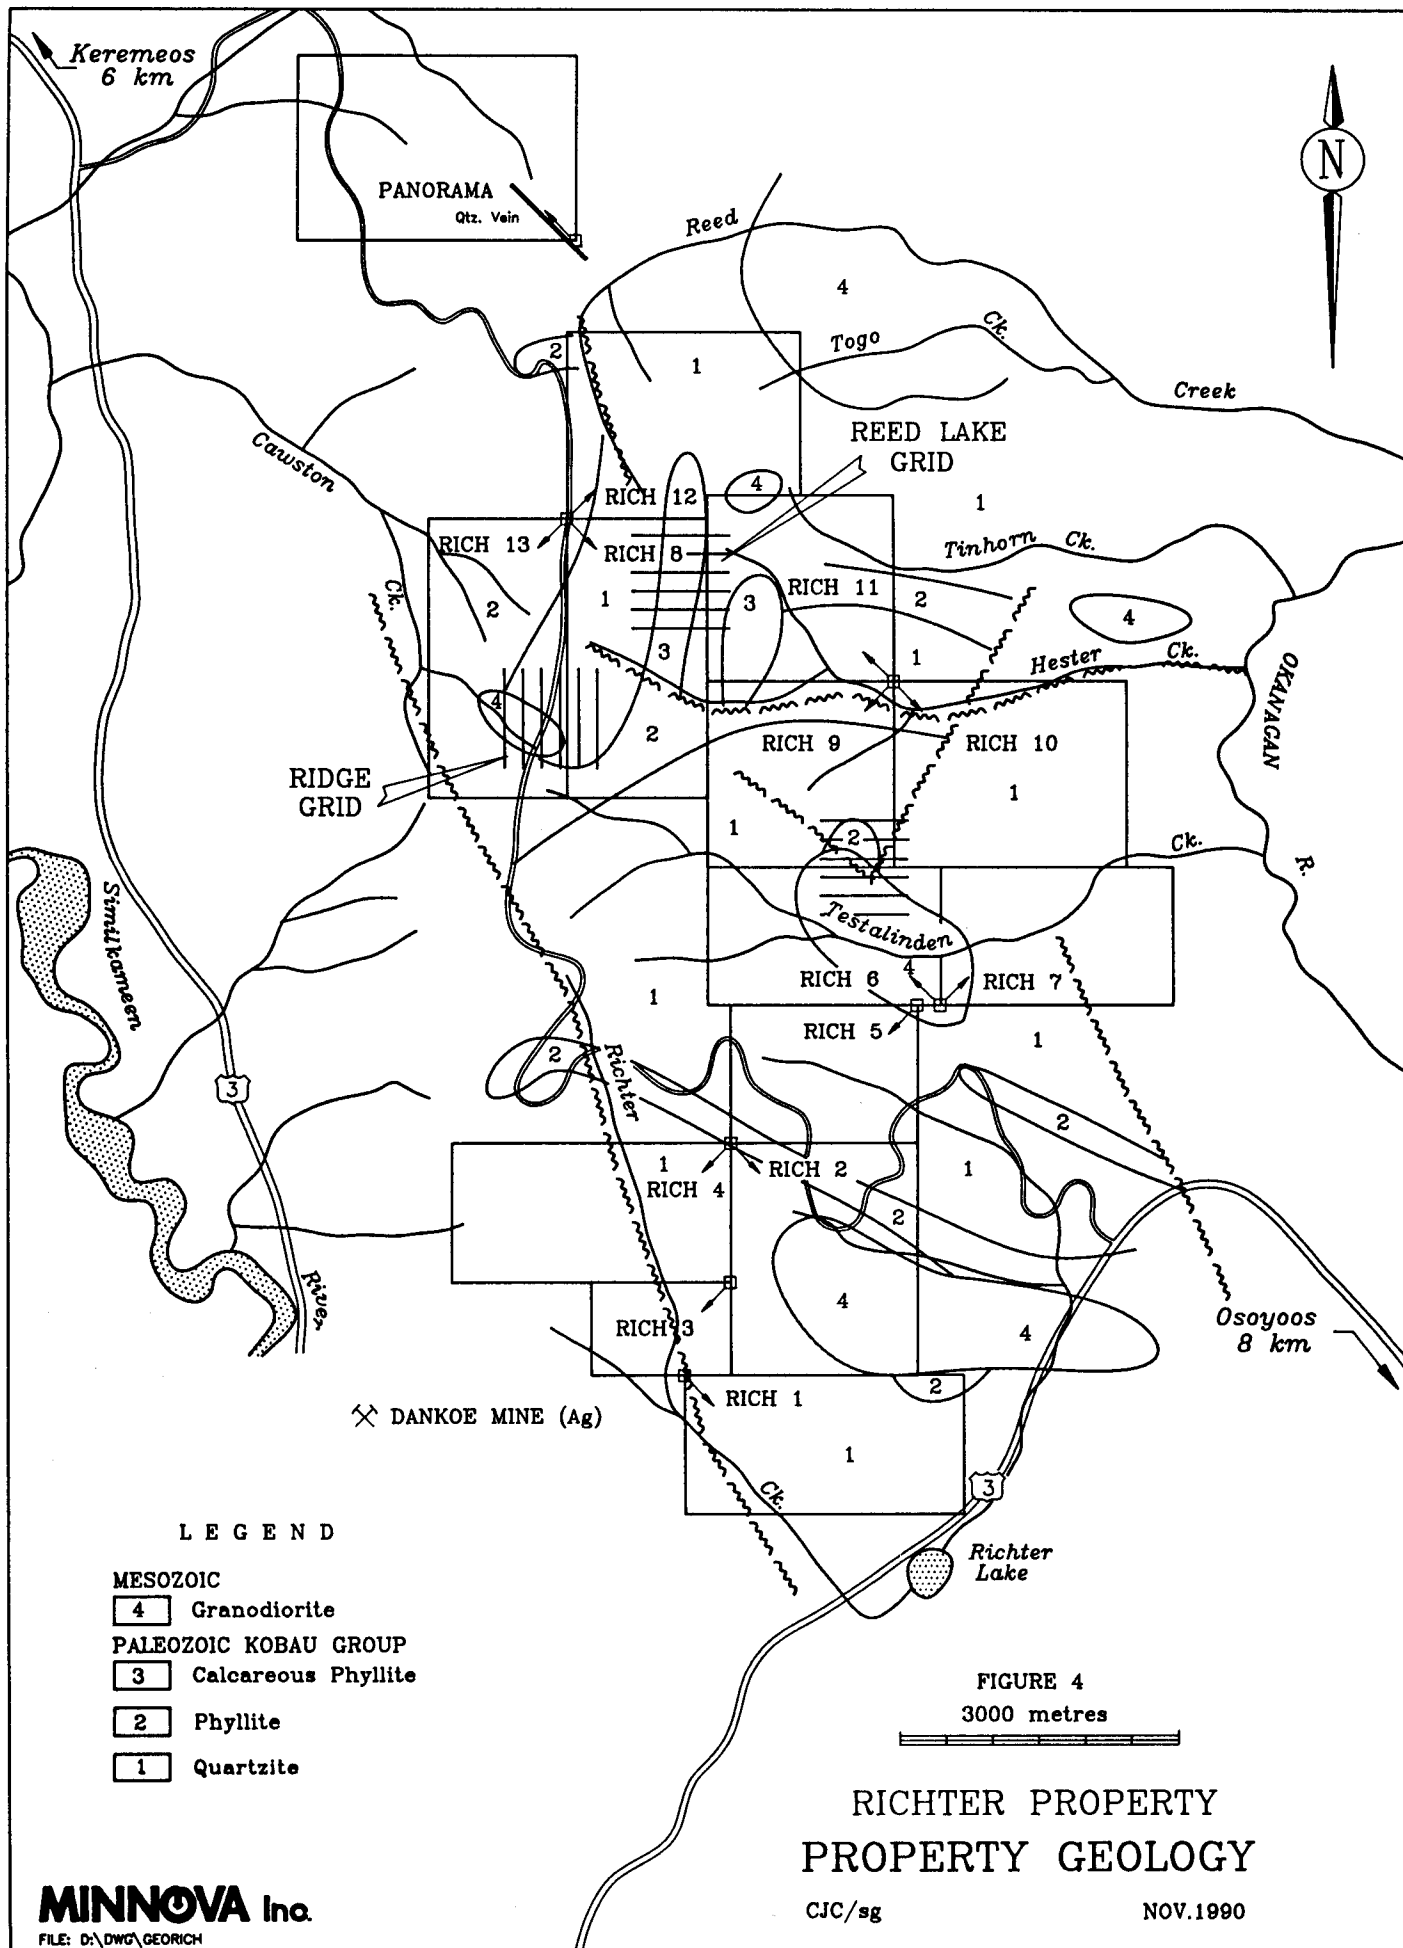 Keremeos
6 km
N
PANORAMA
Qtz. Vein
Reed
4
Ck.
Togo
2
1
Creek
REED LAKE
GRID
Cawston
4
RICH 12
1
RICH 13
RICH 8
Tinhorn Ck.
Ck.
RICH 11
2
1
3
2
4
3
1
Hester
Ck.
OKANAGAN
4
2
RICH 9
RICH 10
RIDGE
GRID
1
1
2
Ck.
R.
Similkameen
Testalinden
4
RICH 6
RICH 7
1
RICH 5
1
2
Richter
3
2
1
RICH 2
1
RICH 4
2
River
4
4
Osoyoos
8 km
RICH 3
2
RICH 1
DANKOE MINE (Ag)
1
Ck.
3
Richter
Lake
LEGEND
MESOZOIC
4 Granodiorite
PALEOZOIC KOBAU GROUP
3 Calcareous Phyllite
2 Phyllite
1 Quartzite
FIGURE 4
3000 metres
RICHTER PROPERTY
PROPERTY GEOLOGY
CJC/sg NOV.1990
MINNOVA Inc.
FILE: D:\DWG\GEORICH